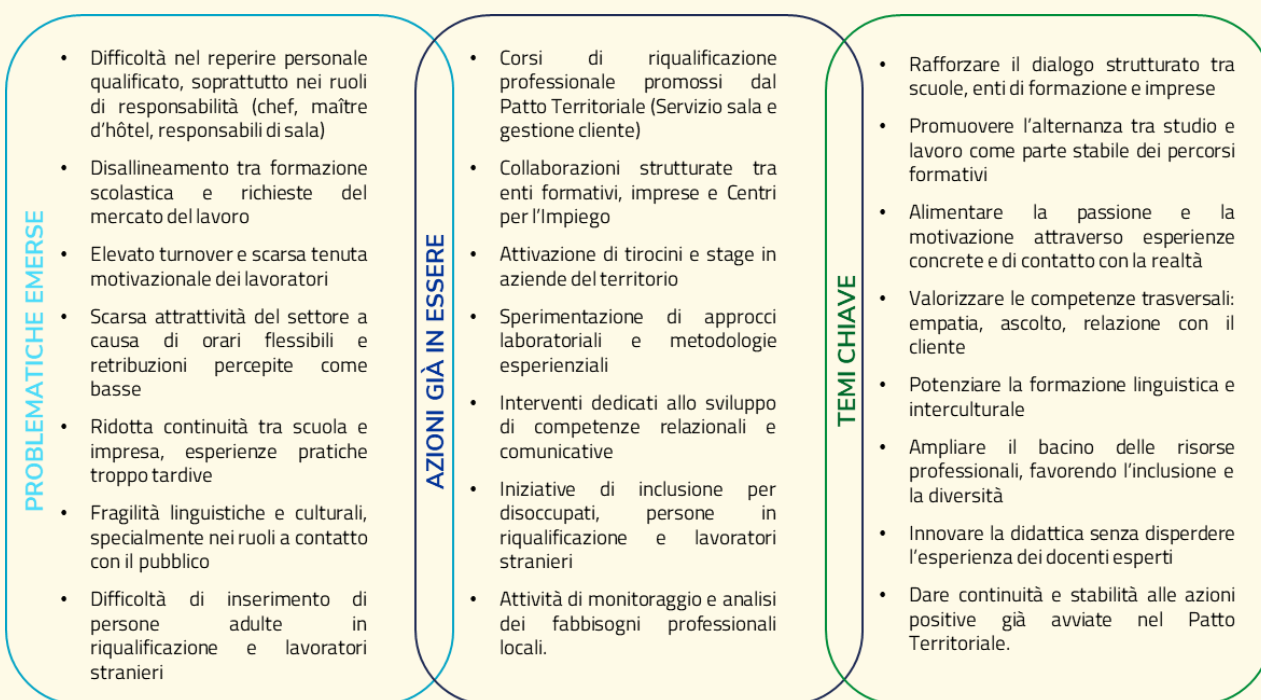 PROBLEMATICHE EMERSE
• Difficoltà nel reperire personale
qualificato, soprattutto nei ruoli
di responsabilità (chef, maître
d’hôtel, responsabili di sala)
• Disallineamento tra formazione
scolastica e richieste del
mercato del lavoro
• Elevato turnover e scarsa tenuta
motivazionale dei lavoratori
• Scarsa attrattività del settore a
causa di orari flessibili e
retribuzioni percepite come
basse
• Ridotta continuità tra scuola e
impresa, esperienze pratiche
troppo tardive
• Fragilità linguistiche e culturali,
specialmente nei ruoli a contatto
con il pubblico
• Difficoltà di inserimento di
persone adulte in
riqualificazione e lavoratori
stranieri
AZIONI GIÀ IN ESSERE
• Corsi di riqualificazione
professionale promossi dal
Patto Territoriale (Servizio sala e
gestione cliente)
• Collaborazioni strutturate tra
enti formativi, imprese e Centri
per l’Impiego
• Attivazione di tirocini e stage in
aziende del territorio
• Sperimentazione di approcci
laboratoriali e metodologie
esperienziali
• Interventi dedicati allo sviluppo
di competenze relazionali e
comunicative
• Iniziative di inclusione per
disoccupati, persone in
riqualificazione e lavoratori
stranieri
• Attività di monitoraggio e analisi
dei fabbisogni professionali
locali.
TEMI CHIAVE
• Rafforzare il dialogo strutturato tra
scuole, enti di formazione e imprese
• Promuovere l’alternanza tra studio e
lavoro come parte stabile dei percorsi
formativi
• Alimentare la passione e la
motivazione attraverso esperienze
concrete e di contatto con la realtà
• Valorizzare le competenze trasversali:
empatia, ascolto, relazione con il
cliente
• Potenziare la formazione linguistica e
interculturale
• Ampliare il bacino delle risorse
professionali, favorendo l’inclusione e
la diversità
• Innovare la didattica senza disperdere
l’esperienza dei docenti esperti
• Dare continuità e stabilità alle azioni
positive già avviate nel Patto
Territoriale.